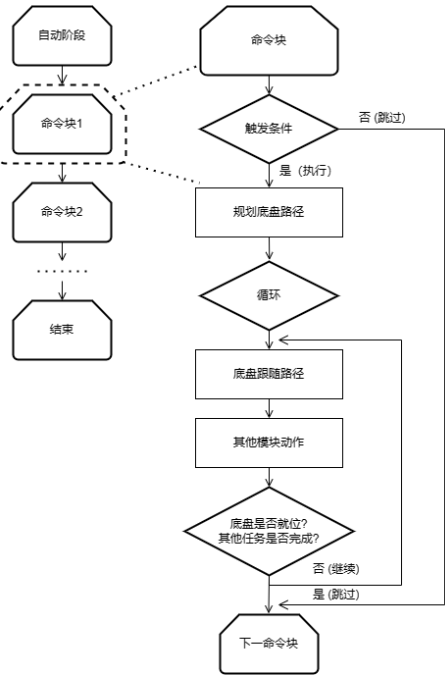 自动阶段
命令块1
命令块2
......
结束
命令块
触发条件
否 (跳过)
是（执行）
规划底盘路径
循环
底盘跟随路径
其他模块动作
底盘是否就位?
其他任务是否完成?
否 (继续)
是 (跳过)
下一命令块